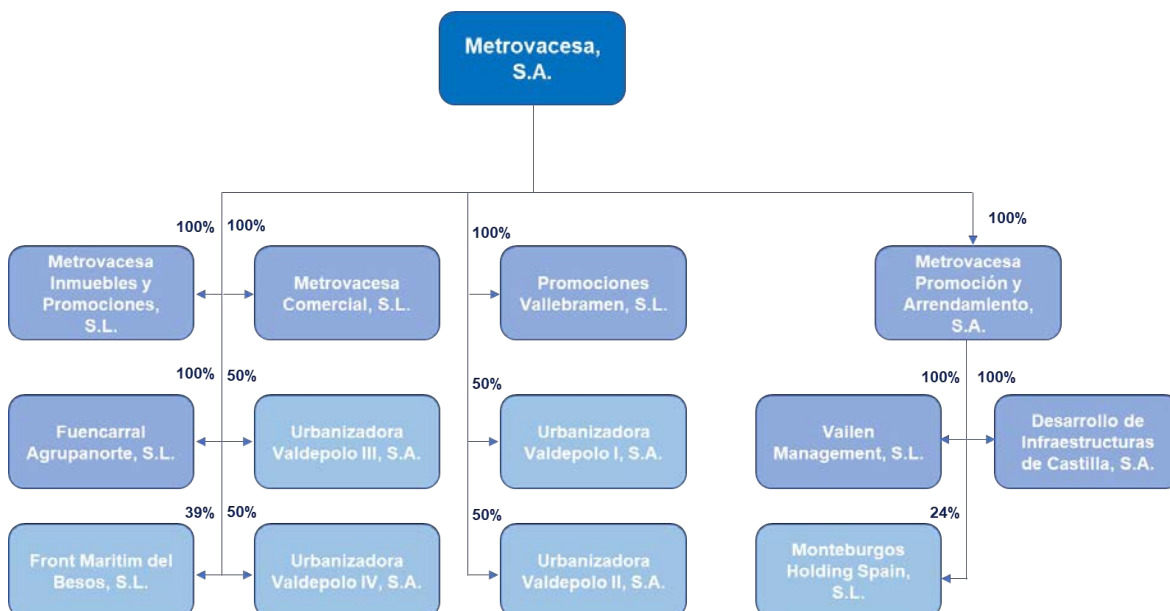 Metrovacesa,
S.A.
100%
100%
100%
100%
Metrovacesa
Inmuebles y
Promociones,
S.L.
Metrovacesa
Comercial, S.L.
Promociones
Vallebramen, S.L.
Metrovacesa
Promoción y
Arrendamiento,
S.A.
100%
50%
50%
100%
100%
Fuencarral
Agrupanorte, S.L.
Urbanizadora
Valdepolo III, S.A.
Urbanizadora
Valdepolo I, S.A.
Vailen
Management, S.L.
Desarrollo de
Infraestructuras
de Castilla, S.A.
39%
50%
50%
24%
Front Maritim del
Besos, S.L.
Urbanizadora
Valdepolo IV, S.A.
Urbanizadora
Valdepolo II, S.A.
Monteburgos
Holding Spain,
S.L.